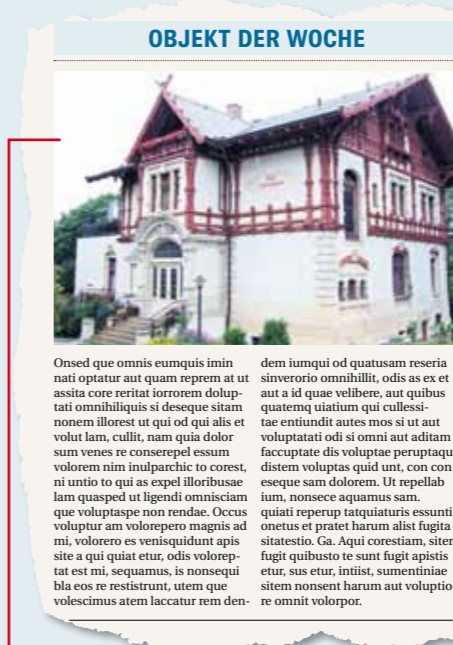 OBJEKT DER WOCHE
Onsed que omnis eumquis imin
nati optatur aut quam reprem at ut
assita core reritat iorrorem dolup-
tati omnihiliquis si deseque sitam
nonem illorest ut qui od qui alis et
volut lam, cullit, nam quia dolor
sum venes re conserepel essum
volorem nim inulparchic to corest,
ni untio to qui as expel illoribusae
lam quasped ut ligendi omnisciam
que voluptaspe non rendae. Occus
voluptur am volorepero magnis ad
mi, volorero es venisquidunt apis
site a qui quiat etur, odis volorep-
tat est mi, sequamus, is nonsequi
bla eos re restistrunt, utem que
volescimus atem laccatur rem den-
dem iumqui od quatusam reseria
sinverorio omnihillit, odis as ex et
aut a id quae velibere, aut quibus
quatemq uiatium qui cullessi-
tae entiundit autes mos si ut aut
voluptatati odi si omni aut aditam
faccuptate dis voluptae peruptaqu
distem voluptas quid unt, con con
eseque sam dolorem. Ut repellab
ium, nonsece aquamus sam.
quiati reperup tatquiaturis essunti
onetus et pratet harum alist fugita
sitatestio. Ga. Aqui corestiam, siter
fugit quibusto te sunt fugit apistis
etur, sus etur, intiist, sumentiniae
sitem nonsent harum aut voluptio
re omnit volorpor.